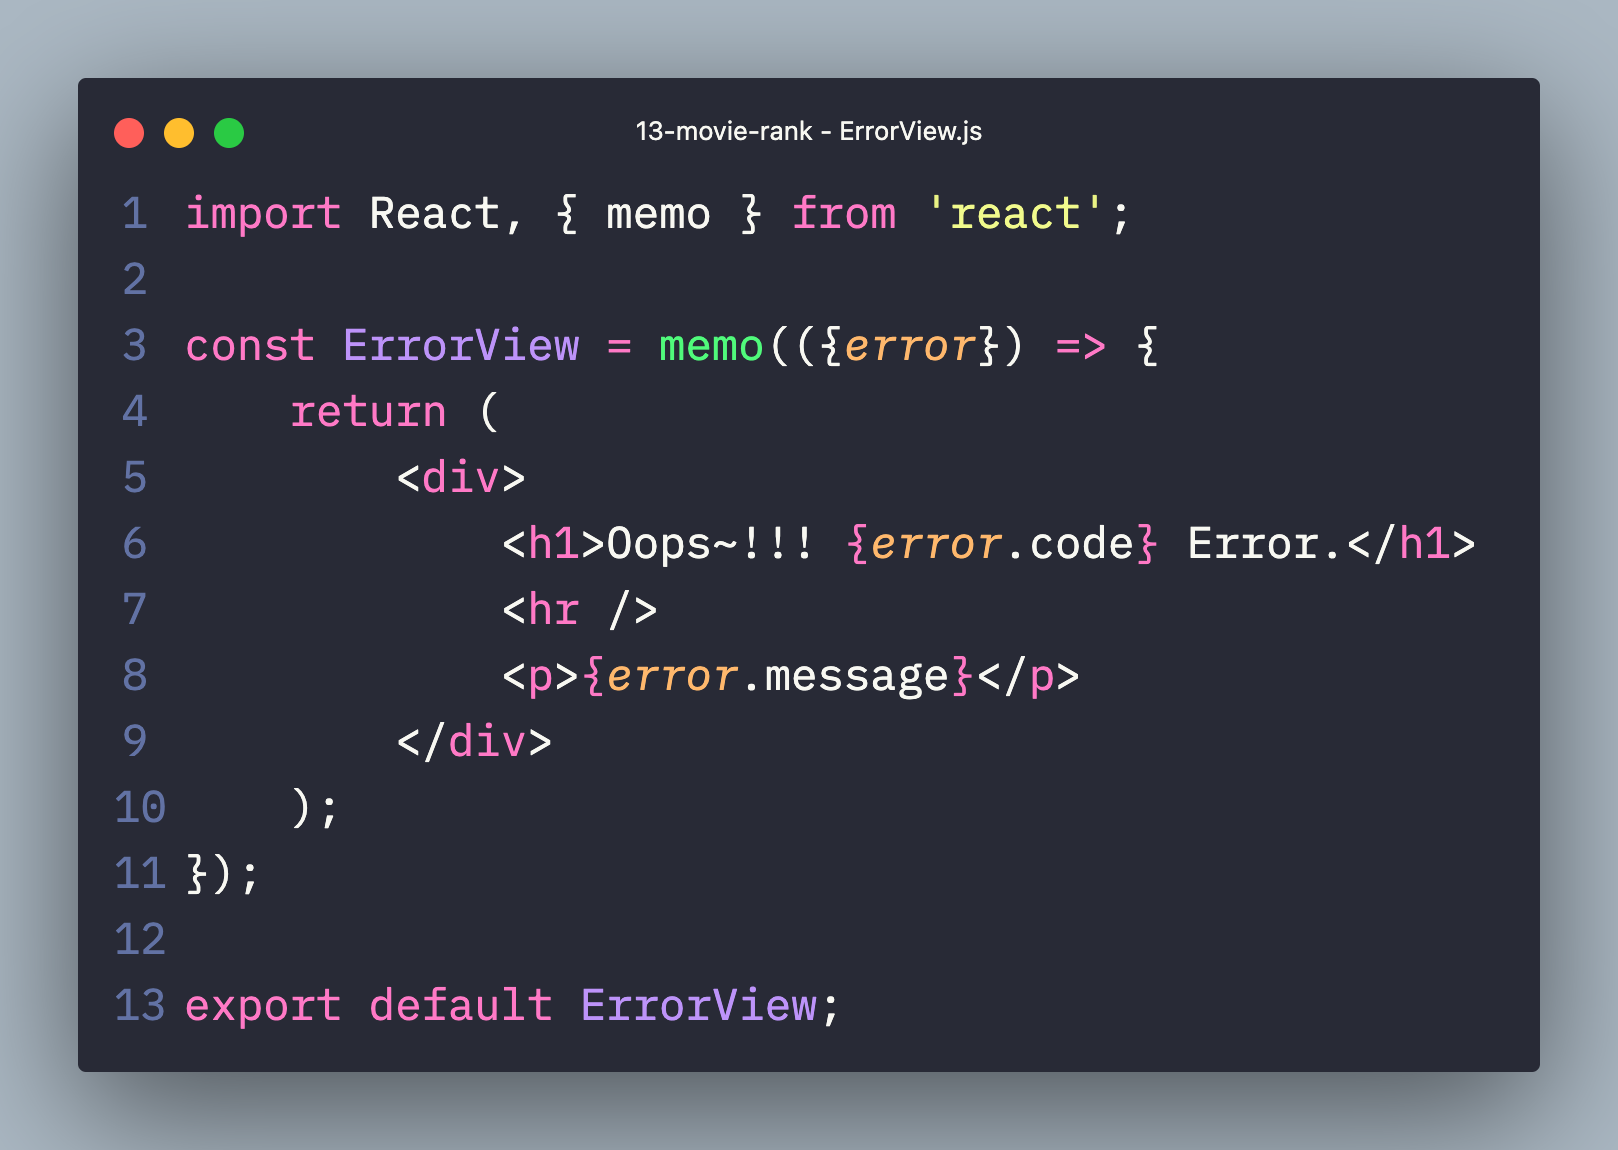 13-movie-rank - ErrorView.js
1 import React, { memo } from 'react';
2
3 const ErrorView = memo(({error}) => {
4     return (
5         <div>
6             <h1>Oops~!!! {error.code} Error.</h1>
7             <hr />
8             <p>{error.message}</p>
9         </div>
10     );
11 });
12
13 export default ErrorView;